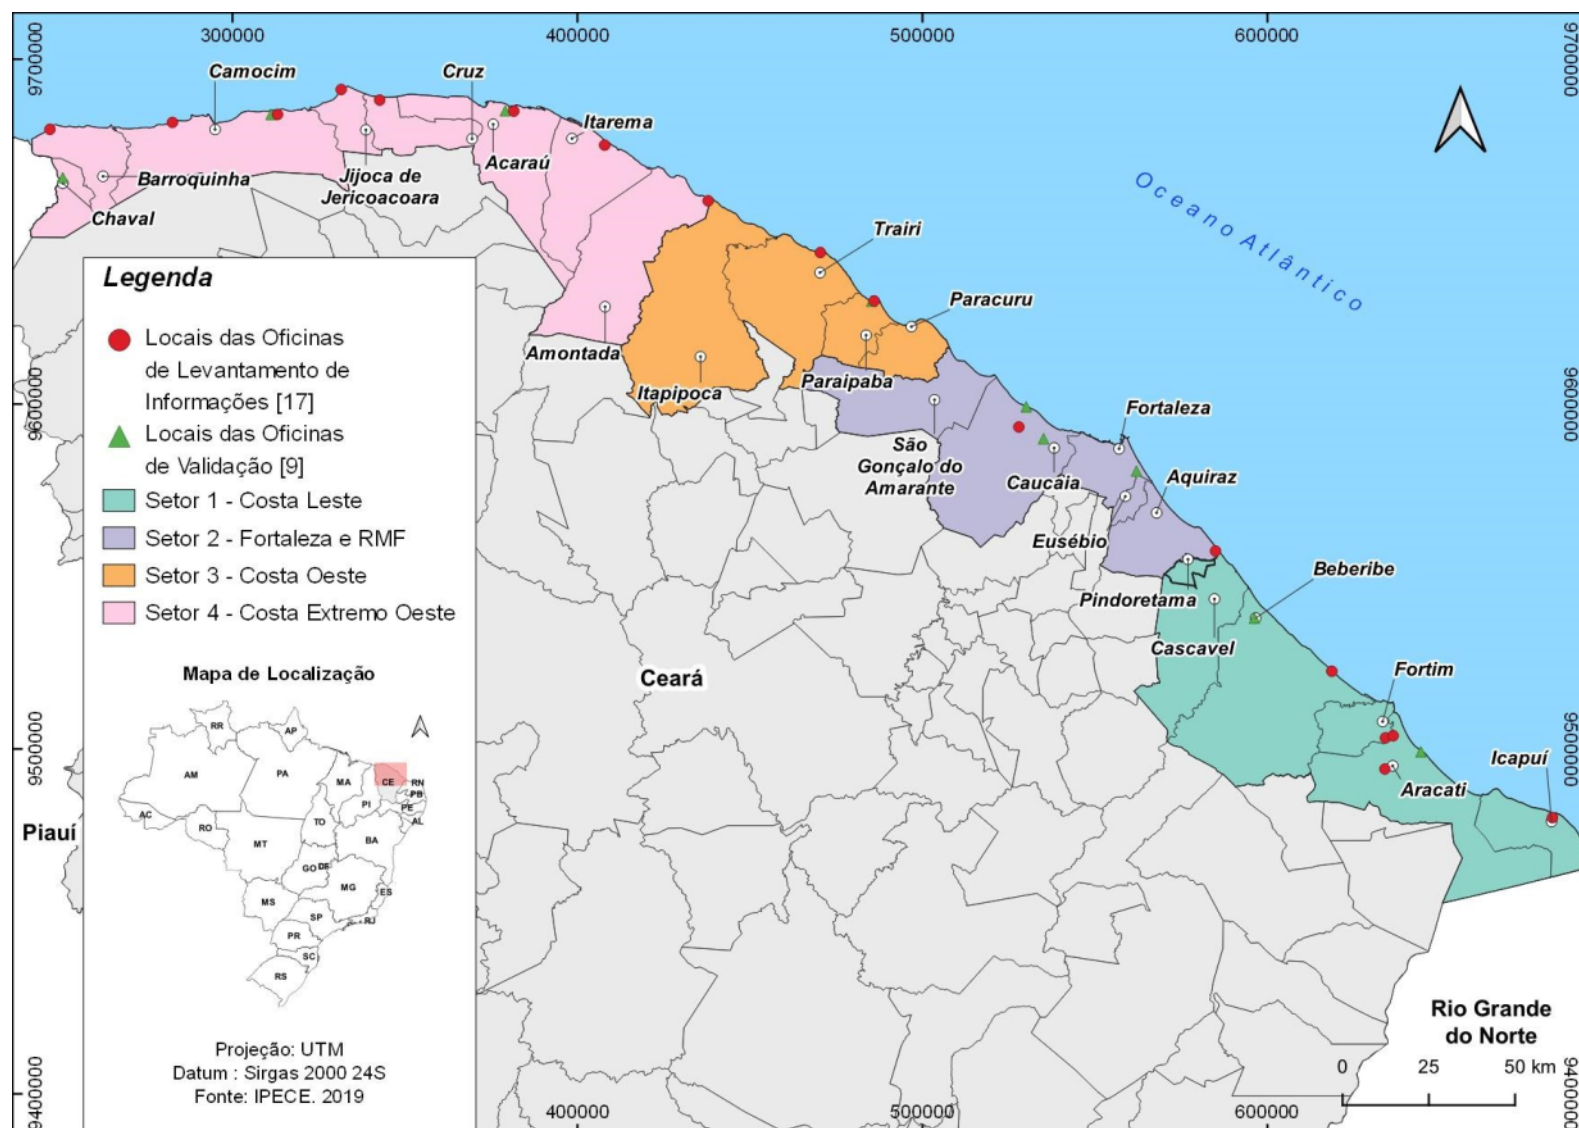 300000
400000
500000
600000
9700000
9700000
Camocim
Cruz
Itarema
Acaraú
Barroquinha
Jijoca de
Jericoacoara
Chaval
Oceano Atlântico
Trairi
Paracuru
Amontada
Paraipaba
Itapipoca
Fortaleza
São
Gonçalo do
Amarante
Caucaia
Aquiraz
Eusébio
Beberibe
Pindoretama
Cascavel
Fortim
Icapuí
Aracati
Ceará
Piauí
Rio Grande
do Norte
9600000
9600000
9500000
9500000
9400000
9400000
Legenda
Locais das Oficinas
de Levantamento de
Informações [17]
Locais das Oficinas
de Validação [9]
Setor 1 - Costa Leste
Setor 2 - Fortaleza e RMF
Setor 3 - Costa Oeste
Setor 4 - Costa Extremo Oeste
Mapa de Localização
RR
AP
AM
PA
MA
CE
RN
PB
PI
PE
AL
AC
RO
TO
BA
MT
GO
DF
MG
ES
MS
SP
RJ
PR
SC
RS
Projeção: UTM
Datum : Sirgas 2000 24S
Fonte: IPECE. 2019
0 25 50 km
400000
500000
600000